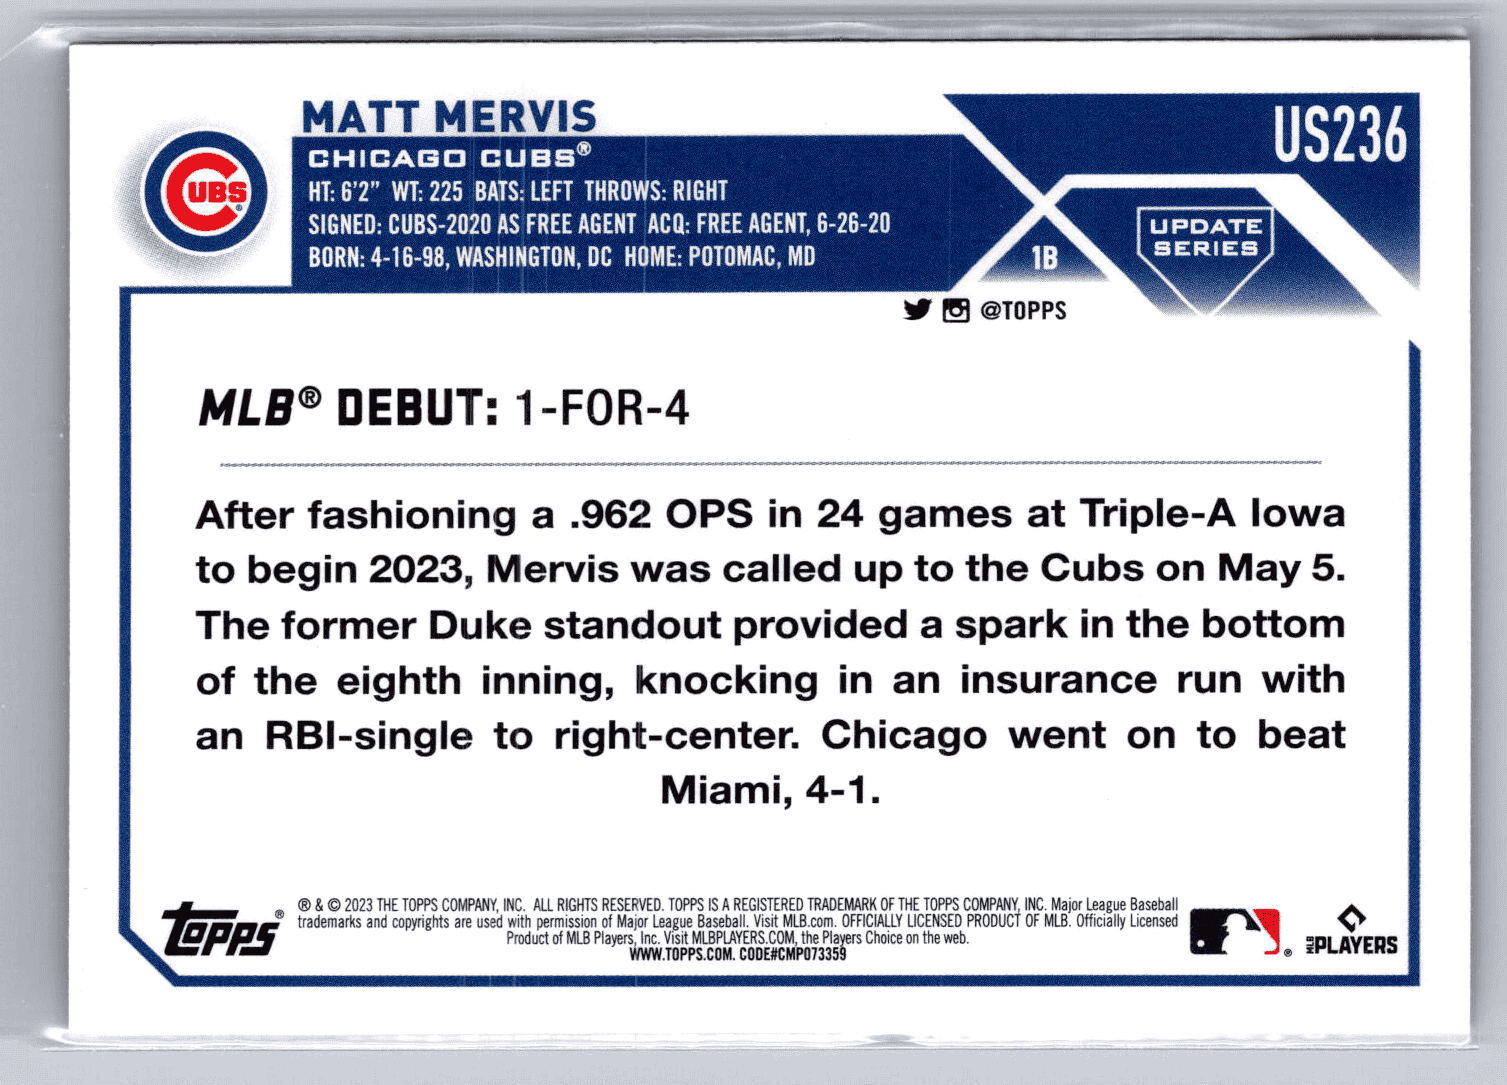 MATT MERVIS
US236
CUBS®
CHICAGO CUBS®
HT: 6'2" WT: 225 BATS: LEFT THROWS: RIGHT
SIGNED: CUBS-2020 AS FREE AGENT ACQ: FREE AGENT, 6-26-20
BORN: 4-16-98, WASHINGTON, DC HOME: POTOMAC, MD
1B
UPDATE
SERIES
@TOPPS
MLB® DEBUT: 1-FOR-4
After fashioning a .962 OPS in 24 games at Triple-A Iowa
to begin 2023, Mervis was called up to the Cubs on May 5.
The former Duke standout provided a spark in the bottom
of the eighth inning, knocking in an insurance run with
an RBI-single to right-center. Chicago went on to beat
Miami, 4-1.
TOPPS®
® & © 2023 THE TOPPS COMPANY, INC. ALL RIGHTS RESERVED. TOPPS IS A REGISTERED TRADEMARK OF THE TOPPS COMPANY, INC. Major League Baseball
trademarks and copyrights are used with permission of Major League Baseball. Visit MLB.com. OFFICIALLY LICENSED PRODUCT OF MLB. Officially Licensed
Product of MLB Players, Inc. Visit MLBPLAYERS.COM, the Players Choice on the web.
WWW.TOPPS.COM. CODE#CMP073359
®
MLB PLAYERS